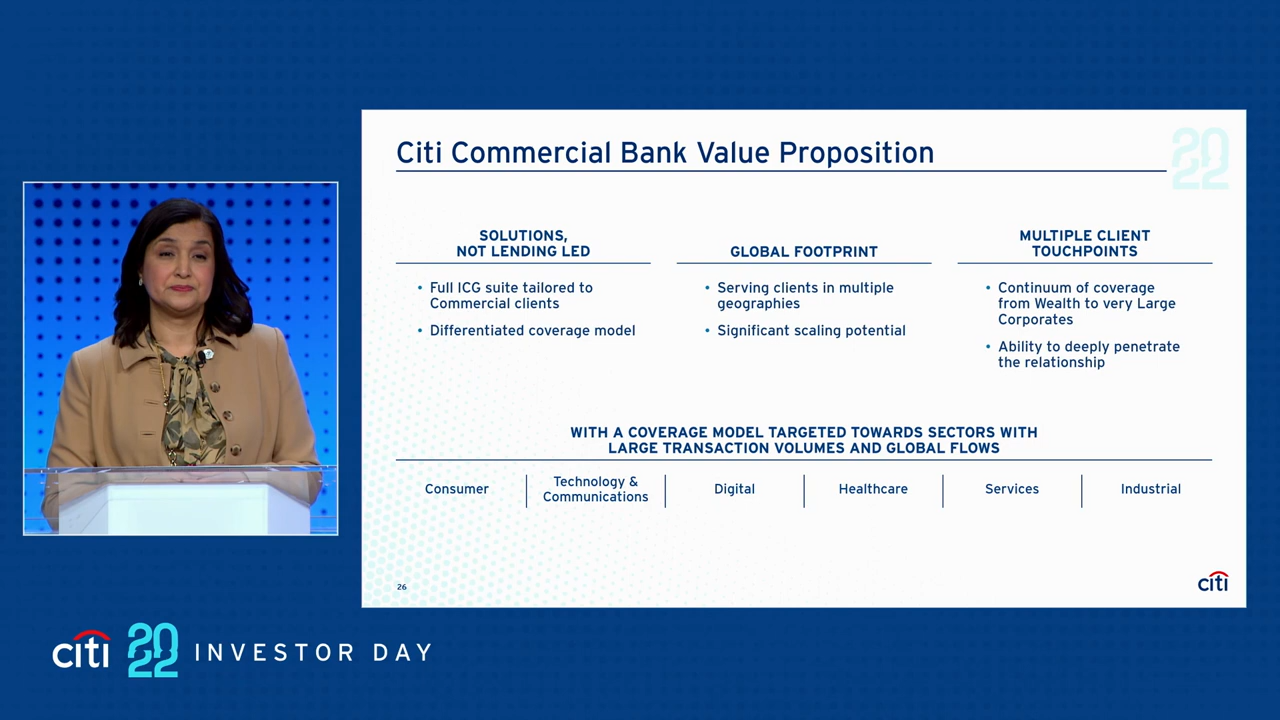 Citi Commercial Bank Value Proposition
20
22
SOLUTIONS,
NOT LENDING LED
• Full ICG suite tailored to
Commercial clients
• Differentiated coverage model
GLOBAL FOOTPRINT
• Serving clients in multiple
geographies
• Significant scaling potential
MULTIPLE CLIENT
TOUCHPOINTS
• Continuum of coverage
from Wealth to very Large
Corporates
• Ability to deeply penetrate
the relationship
WITH A COVERAGE MODEL TARGETED TOWARDS SECTORS WITH
LARGE TRANSACTION VOLUMES AND GLOBAL FLOWS
Consumer
Technology &
Communications
Digital
Healthcare
Services
Industrial
26
citi
citi 2022 INVESTOR DAY